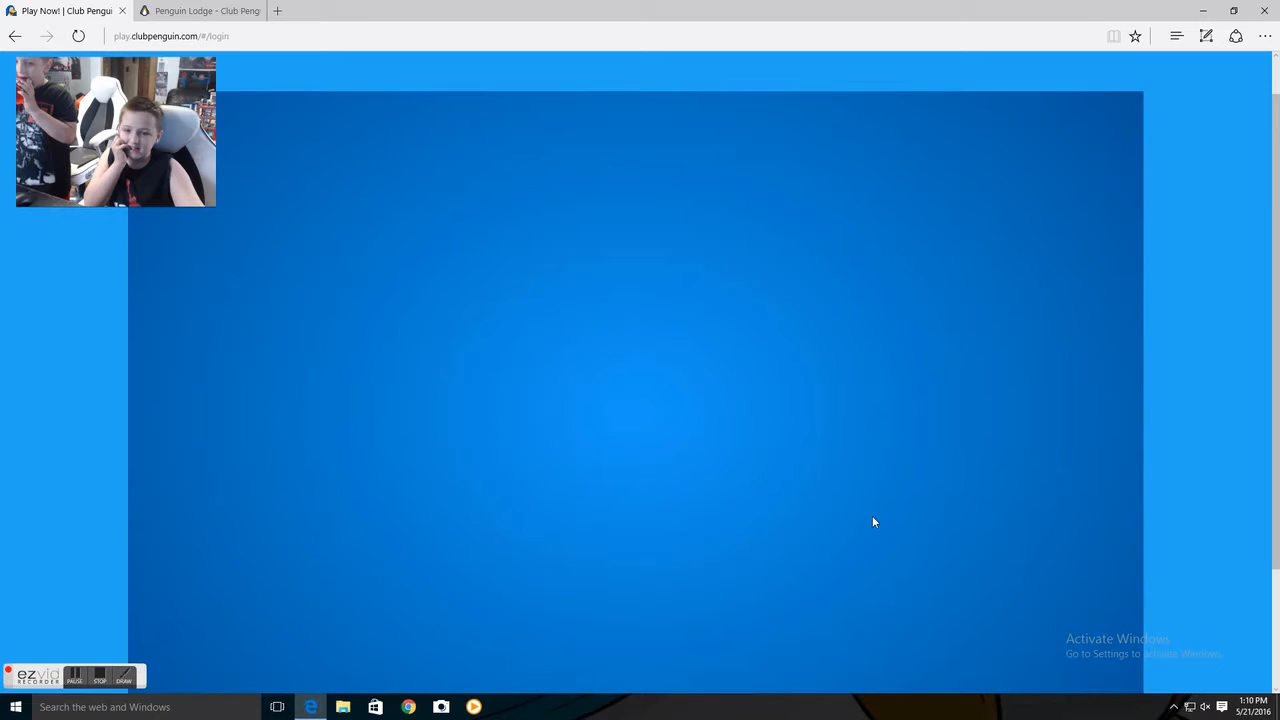 Play Now! | Club Pengui
Penguin Lodge - Club Peng
play.clubpenguin.com/#/login
Activate Windows
Go to Settings to activate Windows.
ezvid
RECORDER
PAUSE
STOP
DRAW
Search the web and Windows
1:10 PM
5/21/2016